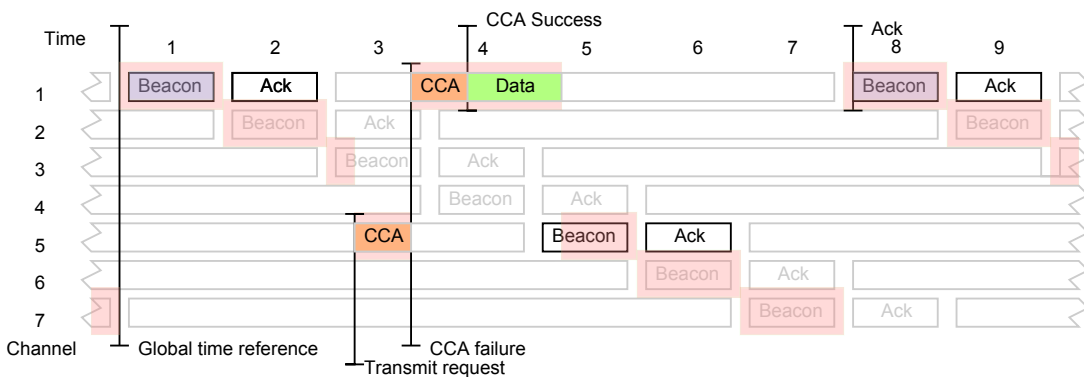 CCA Success
Time 1 2 3 4 5 6 7 Ack 8 9
1 Beacon Ack CCA Data Beacon Ack
2 Beacon Ack Beacon
3 Beacon Ack
4 Beacon Ack
5 CCA Beacon Ack
6 Beacon Ack
7 Beacon Ack
Channel Global time reference CCA failure
Transmit request